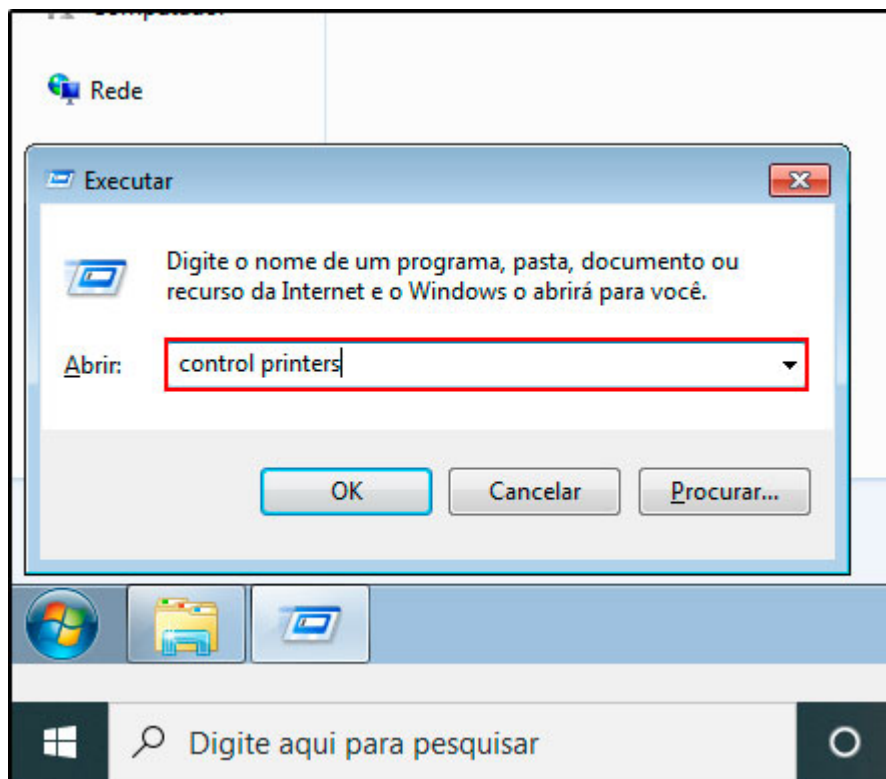 Rede
Executar
Digite o nome de um programa, pasta, documento ou
recurso da Internet e o Windows o abrirá para você.
Abrir:
control printers
OK
Cancelar
Procurar...
Digite aqui para pesquisar